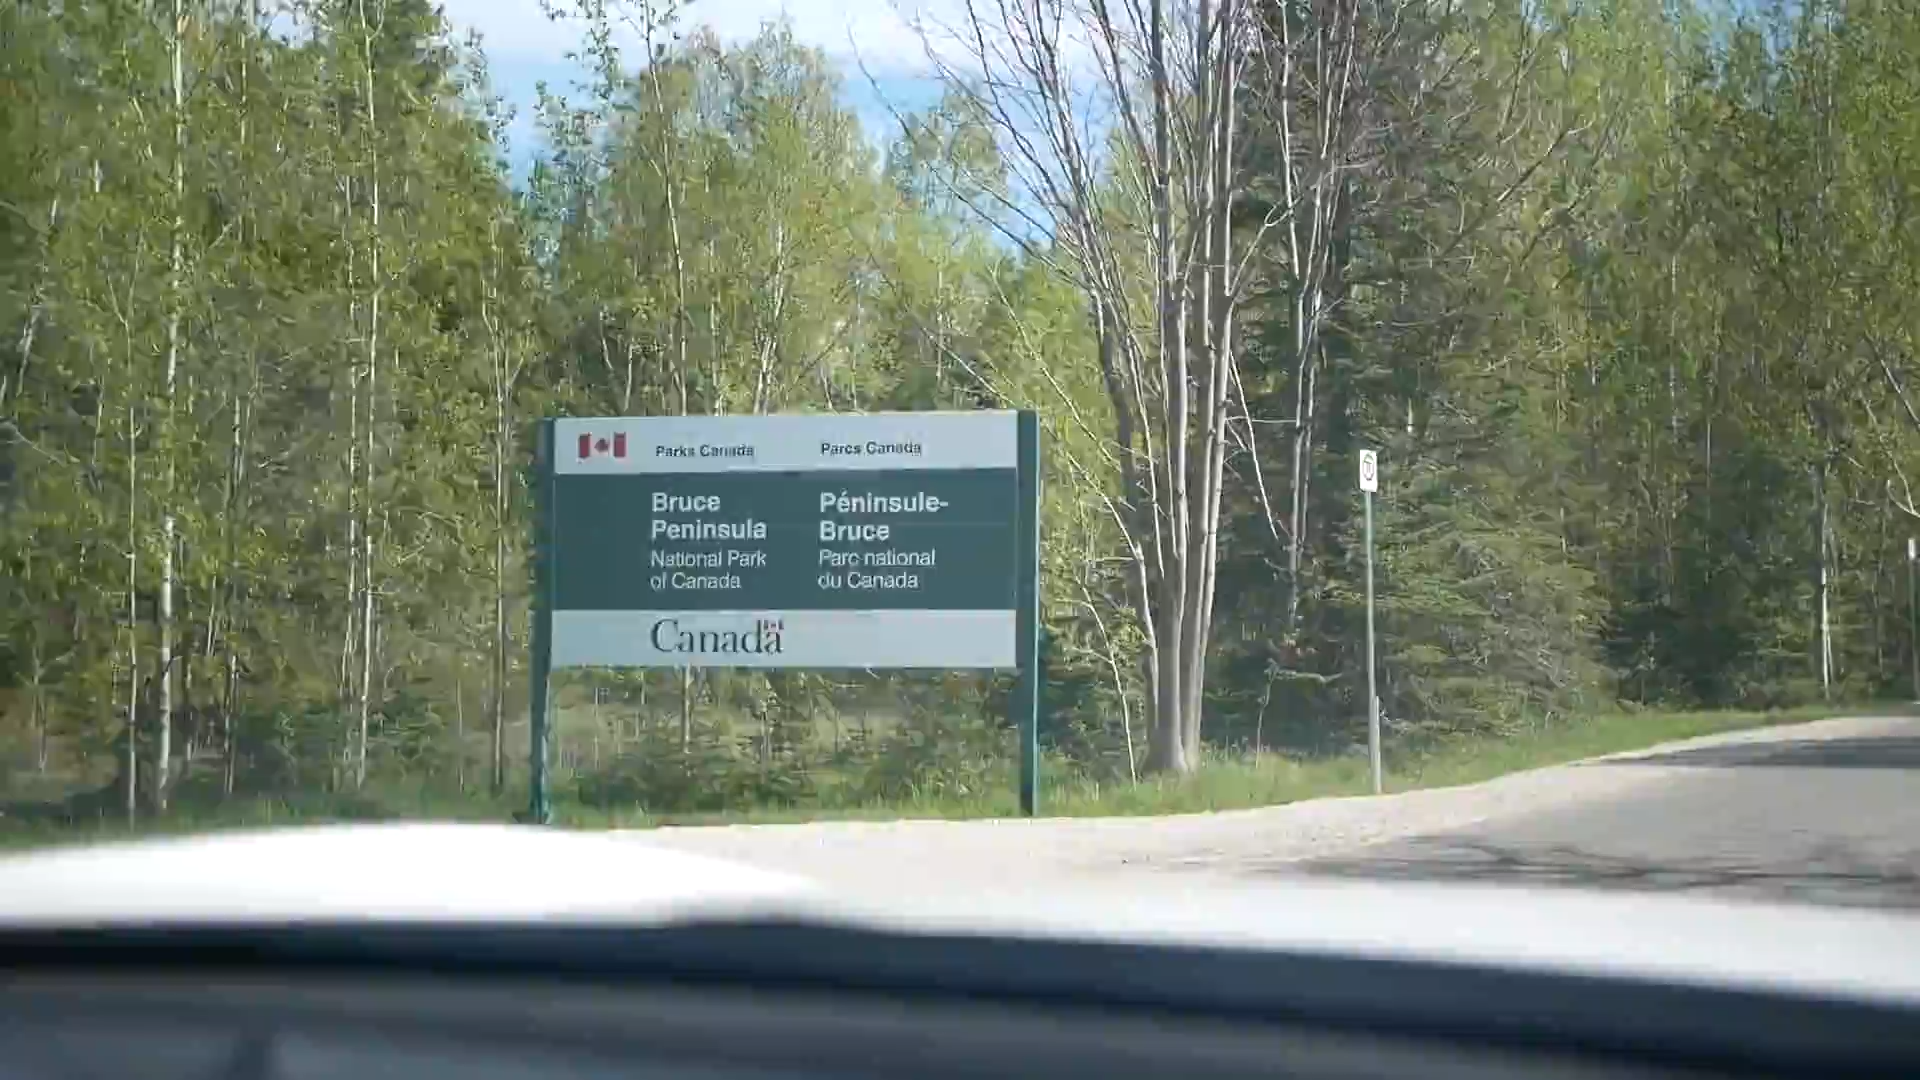 Parks Canada
Parcs Canada
Bruce
Peninsula
National Park
of Canada
Péninsule-
Bruce
Parc national
du Canada
Canada